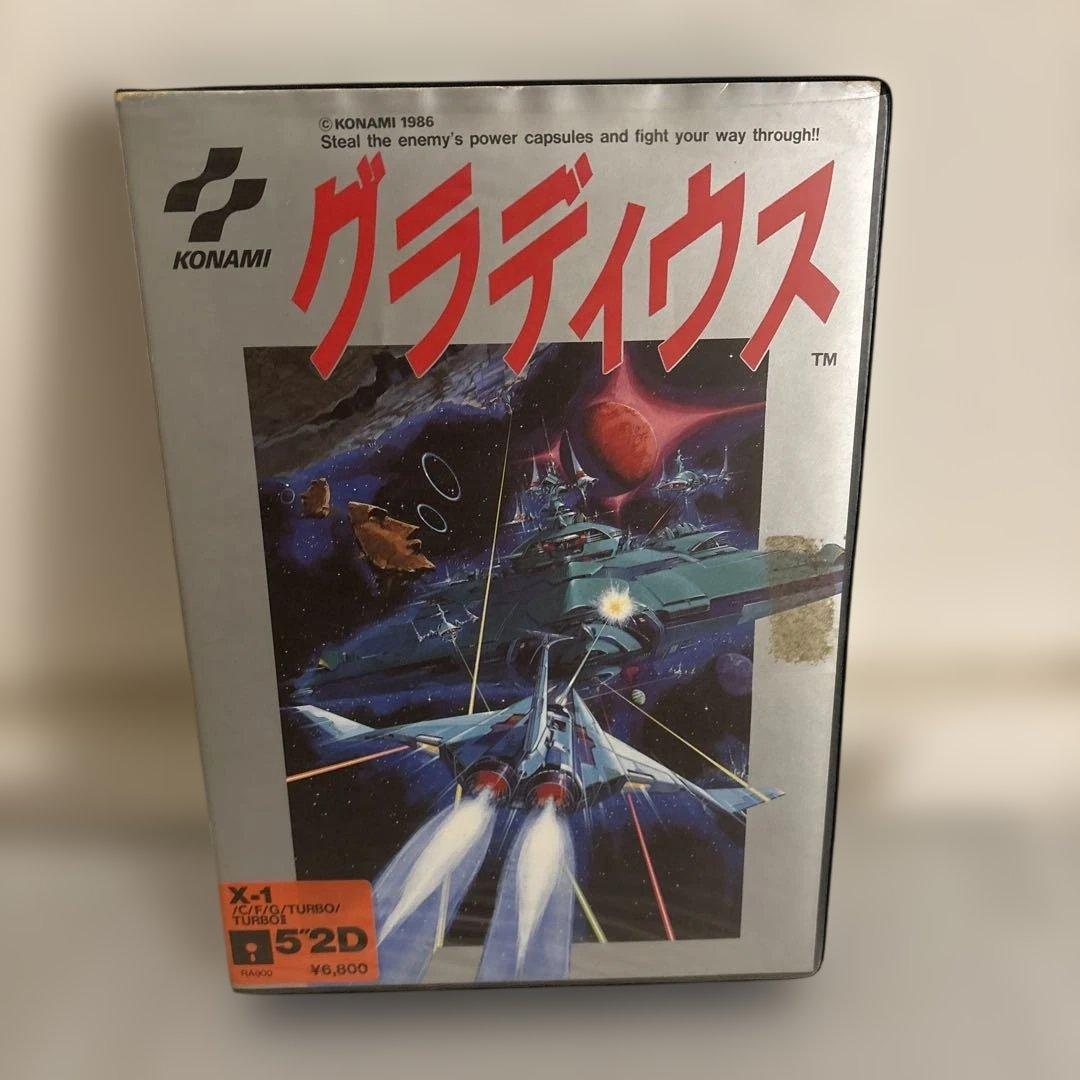 © KONAMI 1986
Steal the enemy's power capsules and fight your way through!!
KONAMI
グラディウス
TM
X-1
/C/F/G/TURBO/
TURBOII
5"2D
RA900 ¥6,800